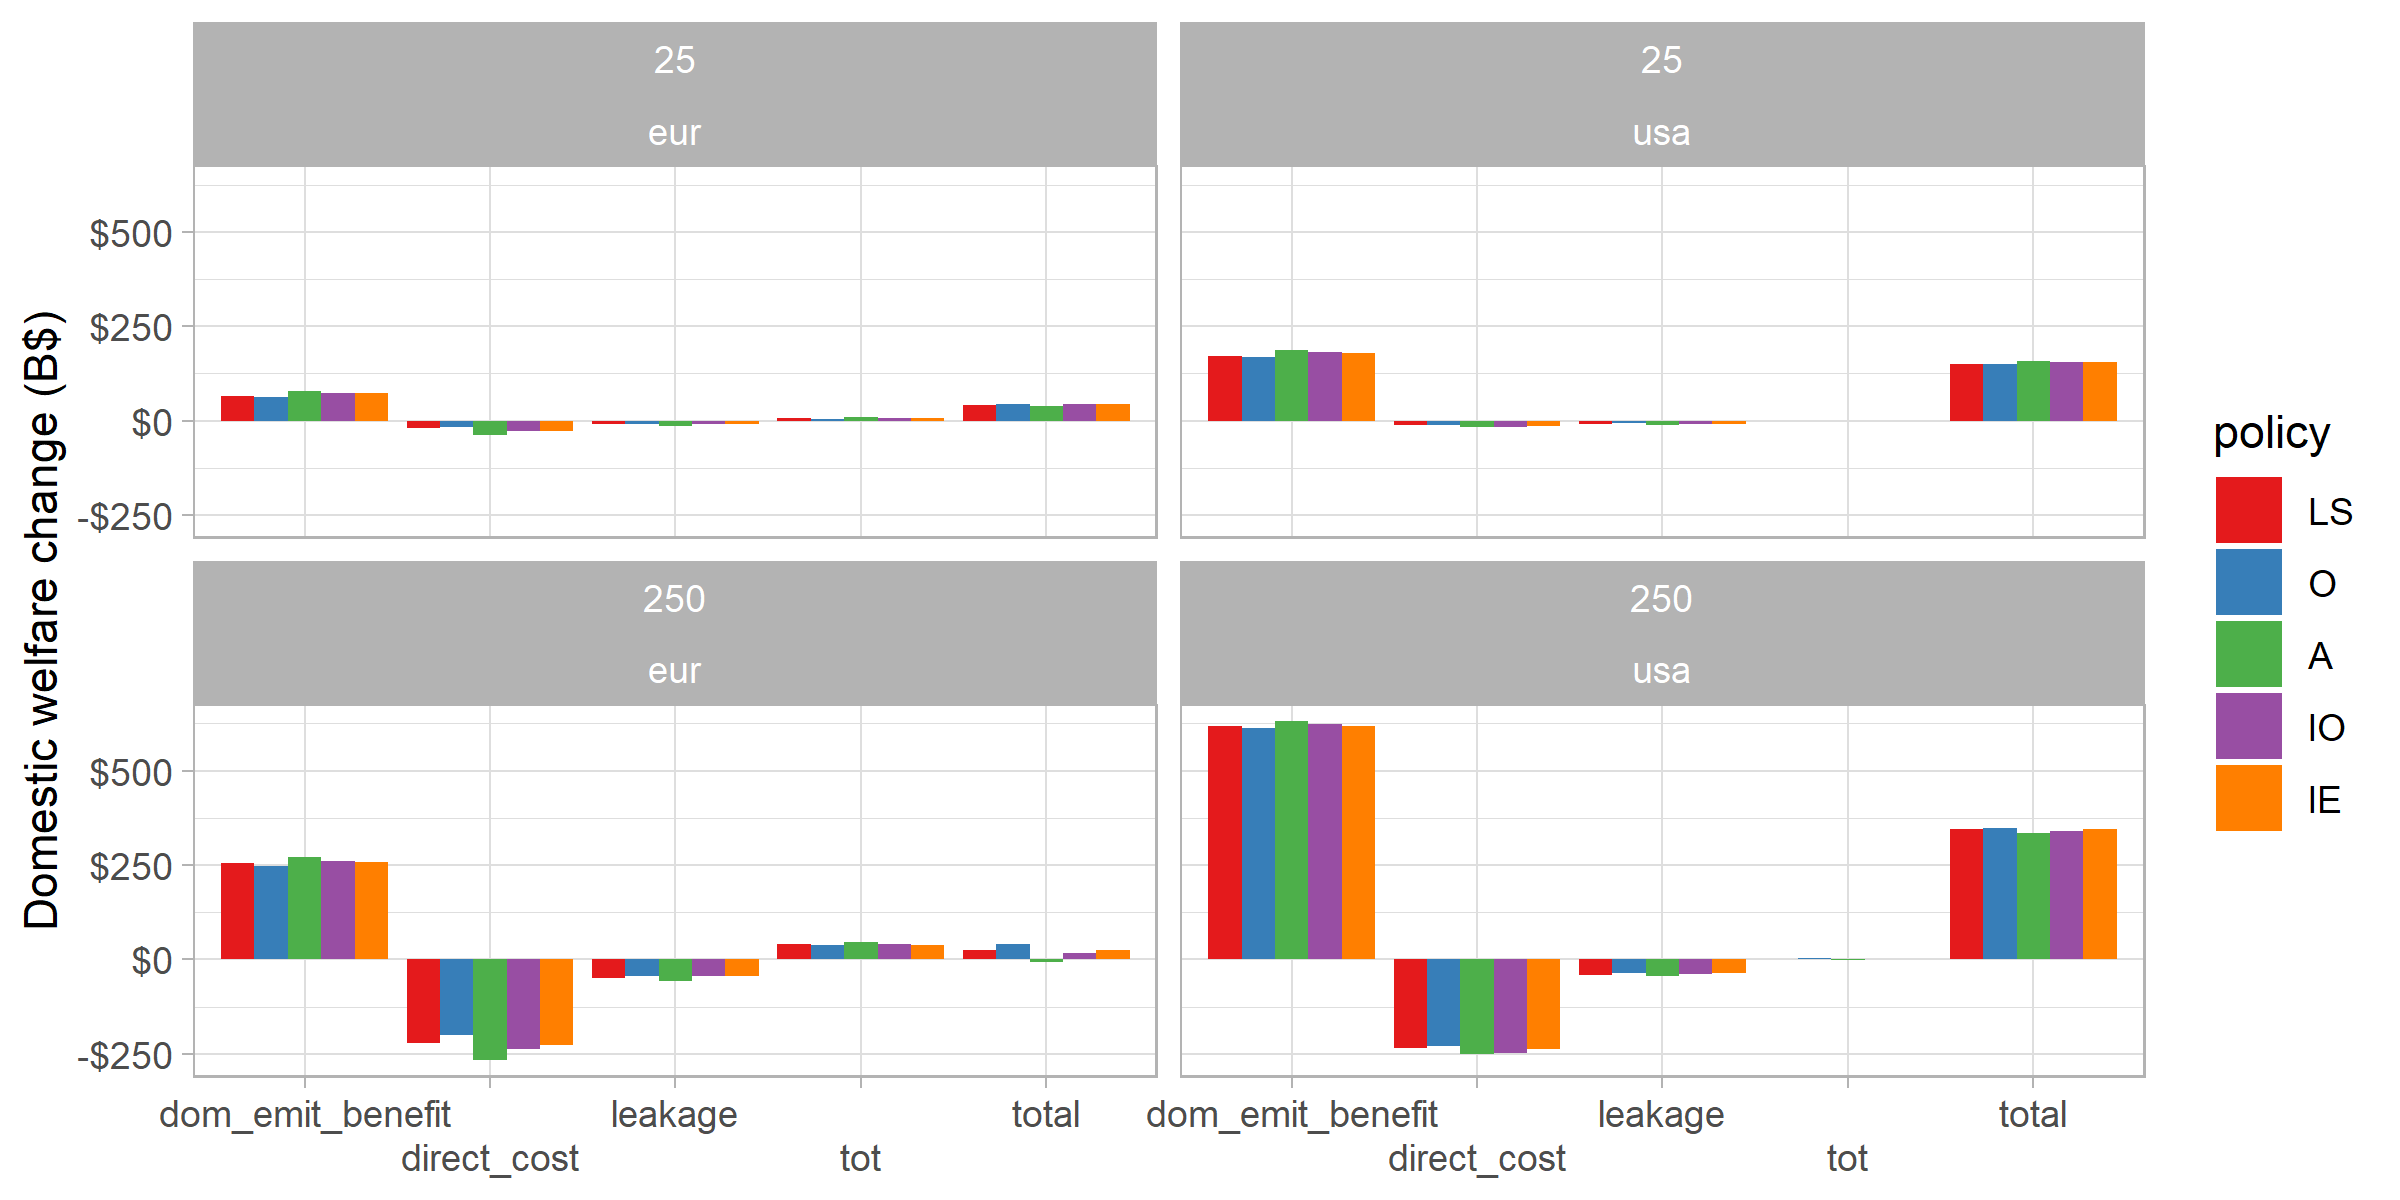 25
eur
25
usa
$500
$250
$0
-$250
250
eur
250
usa
$500
$250
$0
-$250
dom_emit_benefit
direct_cost
leakage
tot
total
dom_emit_benefit
direct_cost
leakage
tot
total
Domestic welfare change (B$)
policy
LS
O
A
IO
IE